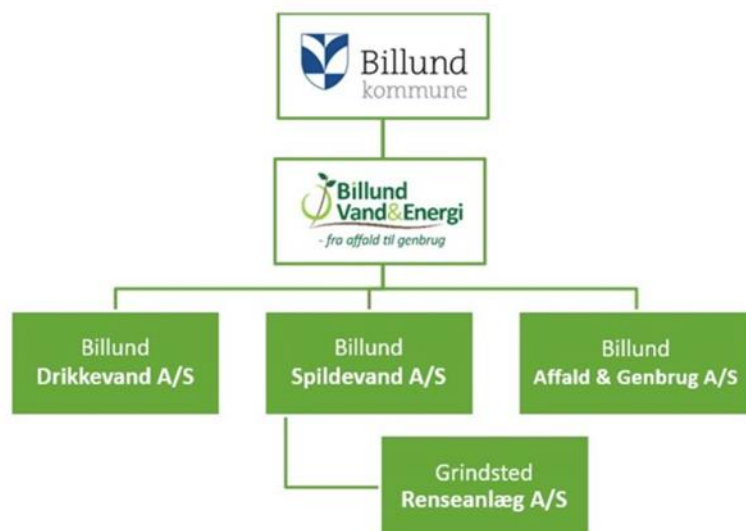 Billund
kommune
Billund
Vand&Energi
- fra affald til genbrug
Billund
Drikkevand A/S
Billund
Spildevand A/S
Billund
Affald & Genbrug A/S
Grindsted
Renseanlæg A/S